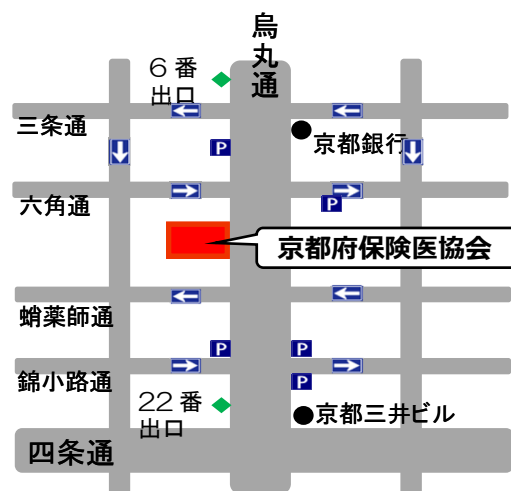 烏丸通
6番
出口
三条通
P
京都銀行
六角通
P
京都府保険医協会
蛸薬師通
P
P
錦小路通
P
22番
出口
京都三井ビル
四条通